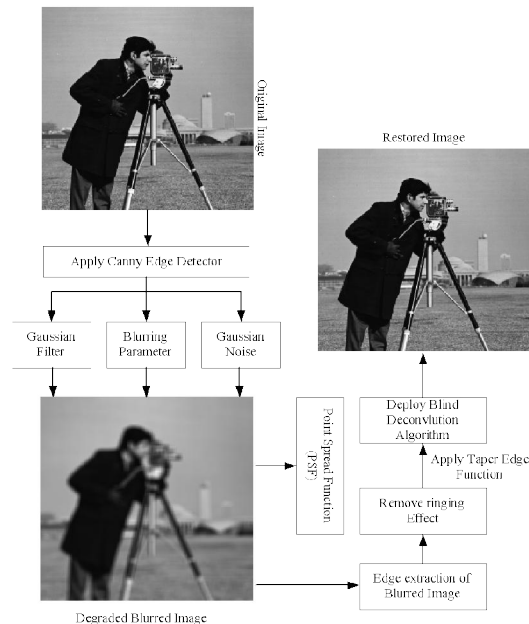 Original Image
Apply Canny Edge Detector
Gaussian
Filter
Blurring
Parameter
Gaussian
Noise
Degraded Blurred Image
Point Spread Function
(PSF)
Edge extraction of
Blurred Image
Remove ringing
Effect
Apply Taper Edge
Function
Deploy Blind
Deconvlution
Algorithm
Restored Image